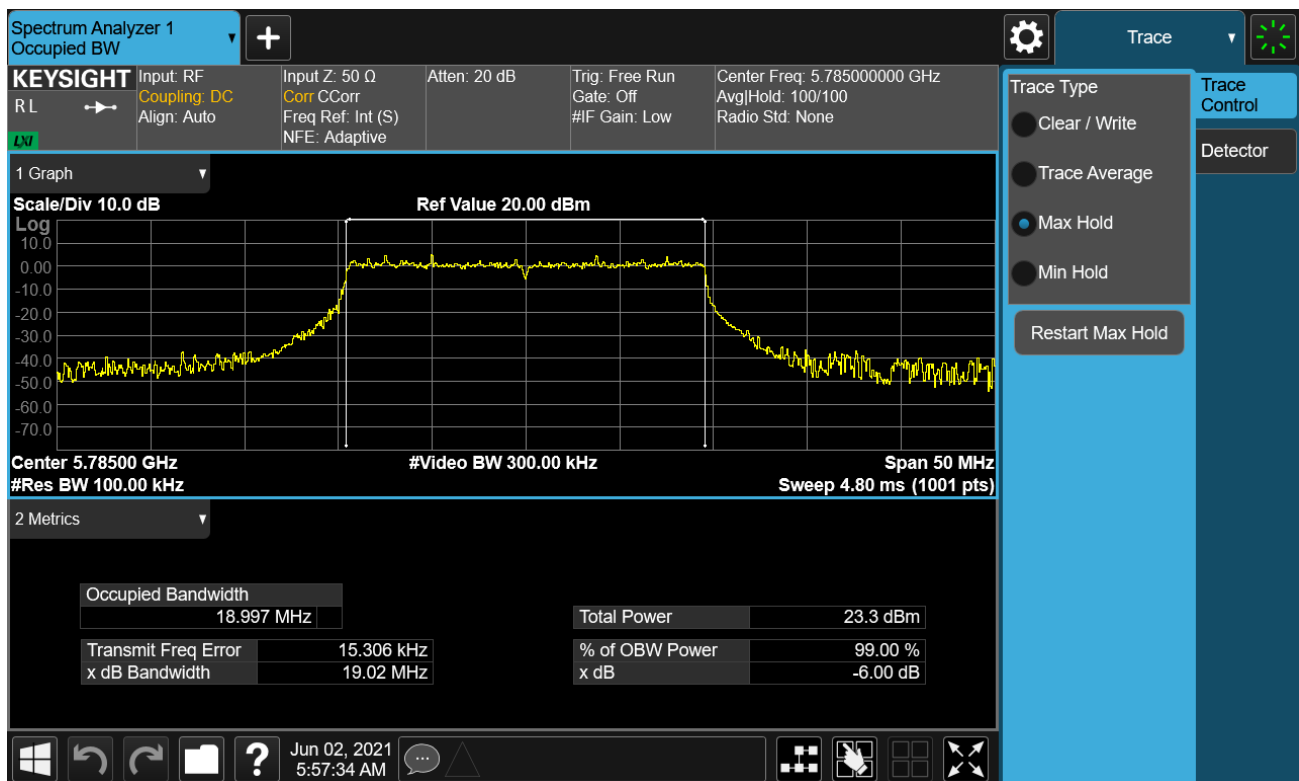 Spectrum Analyzer 1
Occupied BW
Trace
KEYSIGHT
R L
LXI
Input: RF
Coupling: DC
Align: Auto
Input Z: 50 Ω
Corr CCorr
Freq Ref: Int (S)
NFE: Adaptive
Atten: 20 dB
Trig: Free Run
Gate: Off
#IF Gain: Low
Center Freq: 5.785000000 GHz
Avg|Hold: 100/100
Radio Std: None
Trace Type
Clear / Write
Trace Average
Max Hold
Min Hold
Restart Max Hold
Trace
Control
Detector
1 Graph
Scale/Div 10.0 dB
Ref Value 20.00 dBm
Log
10.0
0.00
-10.0
-20.0
-30.0
-40.0
-50.0
-60.0
-70.0
Center 5.78500 GHz
#Video BW 300.00 kHz
Span 50 MHz
#Res BW 100.00 kHz
Sweep 4.80 ms (1001 pts)
2 Metrics
Occupied Bandwidth
18.997 MHz
Total Power 23.3 dBm
Transmit Freq Error 15.306 kHz
% of OBW Power 99.00 %
x dB Bandwidth 19.02 MHz
x dB -6.00 dB
?
Jun 02, 2021
5:57:34 AM